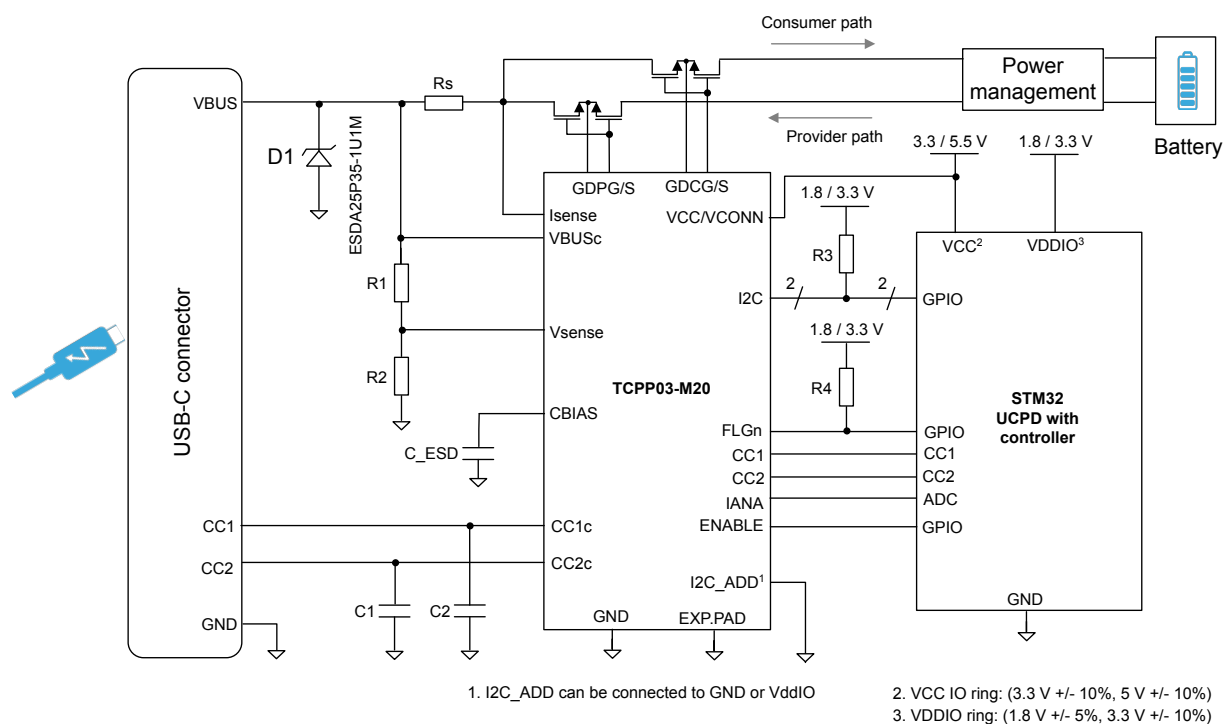 Consumer path
Power
management
Battery
Provider path
VBUS
Rs
D1
ESDA25P35-1U1M
3.3 / 5.5 V
1.8 / 3.3 V
GDPG/S
GDCG/S
1.8 / 3.3 V
Isense
VCC/VCONN
VBUSc
R3
VCC2
VDDIO3
R1
2
2
I2C
GPIO
USB-C connector
Vsense
1.8 / 3.3 V
R2
TCPP03-M20
R4
STM32
UCPD with
controller
CBIAS
FLGn
GPIO
C_ESD
CC1
CC1
CC2
CC2
IANA
ADC
CC1
CC1c
ENABLE
GPIO
CC2
CC2c
I2C_ADD1
C1
C2
GND
GND
EXP.PAD
GND
1. I2C_ADD can be connected to GND or VddIO
2. VCC IO ring: (3.3 V +/- 10%, 5 V +/- 10%)
3. VDDIO ring: (1.8 V +/- 5%, 3.3 V +/- 10%)